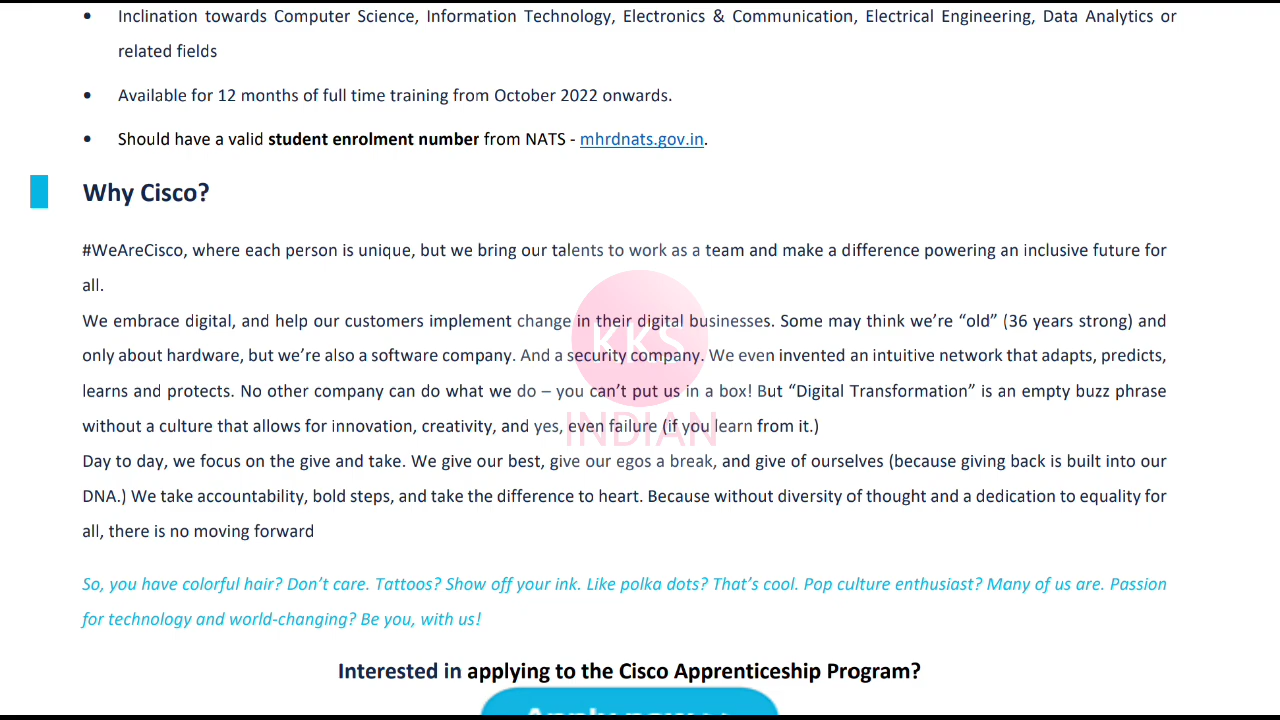 • Inclination towards Computer Science, Information Technology, Electronics & Communication, Electrical Engineering, Data Analytics or
related fields
• Available for 12 months of full time training from October 2022 onwards.
• Should have a valid student enrolment number from NATS - mhrdnats.gov.in.
Why Cisco?
#WeAreCisco, where each person is unique, but we bring our talents to work as a team and make a difference powering an inclusive future for
all.
We embrace digital, and help our customers implement change in their digital businesses. Some may think we’re “old” (36 years strong) and
only about hardware, but we’re also a software company. And a security company. We even invented an intuitive network that adapts, predicts,
learns and protects. No other company can do what we do – you can’t put us in a box! But “Digital Transformation” is an empty buzz phrase
without a culture that allows for innovation, creativity, and yes, even failure (if you learn from it.)
Day to day, we focus on the give and take. We give our best, give our egos a break, and give of ourselves (because giving back is built into our
DNA.) We take accountability, bold steps, and take the difference to heart. Because without diversity of thought and a dedication to equality for
all, there is no moving forward
KKS
INDIAN
So, you have colorful hair? Don’t care. Tattoos? Show off your ink. Like polka dots? That’s cool. Pop culture enthusiast? Many of us are. Passion
for technology and world-changing? Be you, with us!
Interested in applying to the Cisco Apprenticeship Program?